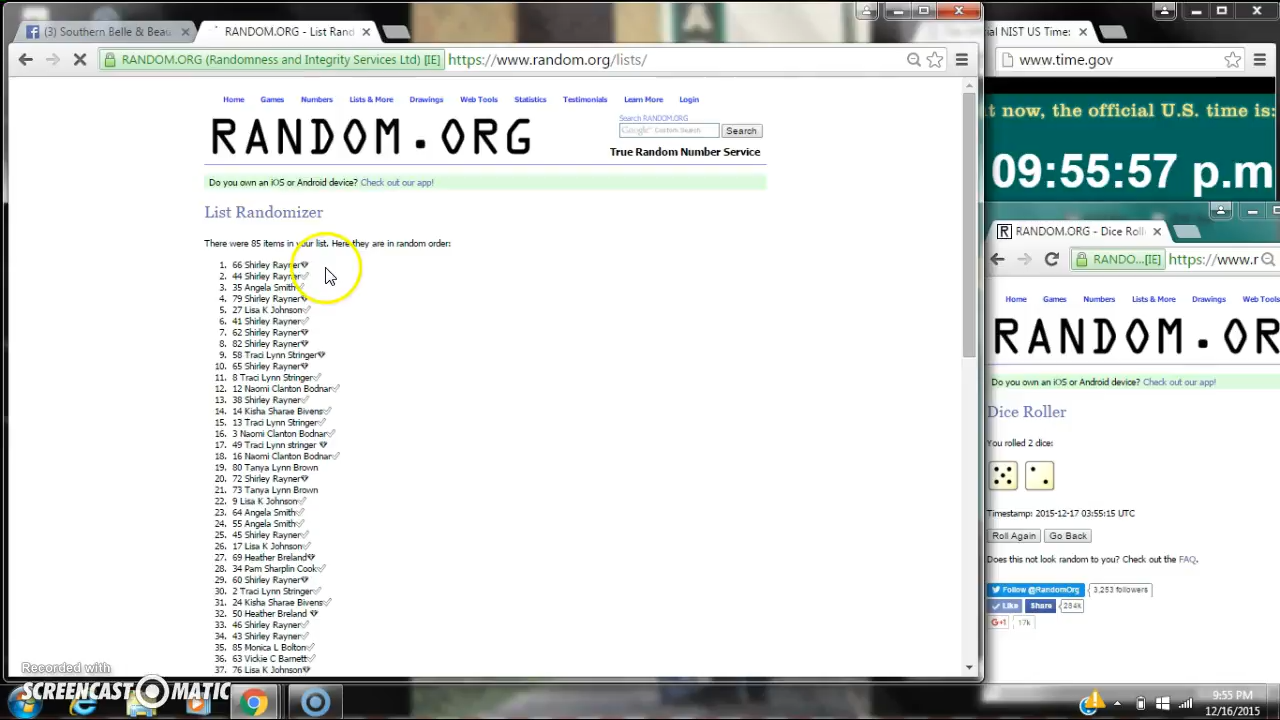 (3) Southern Belle & Beau
RANDOM.ORG - List Rand
RANDOM.ORG (Randomness and Integrity Services Ltd) [IE]
https://www.random.org/lists/
Home Games Numbers Lists & More Drawings Web Tools Statistics Testimonials Learn More Login
RANDOM.ORG
Search RANDOM.ORG
Google Custom Search
Search
True Random Number Service
Do you own an iOS or Android device? Check out our app!
List Randomizer
There were 85 items in your list. Here they are in random order:
1. 66 Shirley Rayner
2. 44 Shirley Rayner
3. 35 Angela Smith
4. 79 Shirley Rayner
5. 27 Lisa K Johnson
6. 41 Shirley Rayner
7. 62 Shirley Rayner
8. 82 Shirley Rayner
9. 58 Traci Lynn Stringer
10. 65 Shirley Rayner
11. 8 Traci Lynn Stringer
12. 12 Naomi Clanton Bodnar
13. 38 Shirley Rayner
14. 14 Kisha Sharae Bivens
15. 13 Traci Lynn Stringer
16. 3 Naomi Clanton Bodnar
17. 49 Traci Lynn stringer
18. 16 Naomi Clanton Bodnar
19. 80 Tanya Lynn Brown
20. 72 Shirley Rayner
21. 73 Tanya Lynn Brown
22. 9 Lisa K Johnson
23. 64 Angela Smith
24. 55 Angela Smith
25. 45 Shirley Rayner
26. 17 Lisa K Johnson
27. 69 Heather Breland
28. 34 Pam Sharplin Cook
29. 60 Shirley Rayner
30. 2 Traci Lynn Stringer
31. 24 Kisha Sharae Bivens
32. 50 Heather Breland
33. 46 Shirley Rayner
34. 43 Shirley Rayner
35. 85 Monica L Bolton
36. 63 Vickie C Barnett
37. 76 Lisa K Johnson
ial NIST US Time:
www.time.gov
t now, the official U.S. time is:
09:55:57 p.m
RANDOM.ORG - Dice Roll
RANDO... [IE]
https://www.r
Home Games Numbers Lists & More Drawings Web Tools
RANDOM.OR
Do you own an iOS or Android device? Check out our app!
Dice Roller
You rolled 2 dice:
Timestamp: 2015-12-17 03:55:15 UTC
Roll Again Go Back
Does this not look random to you? Check out the FAQ.
Follow @RandomOrg 3,253 followers
Like Share 284k
G+1 17k
Recorded with
SCREENCAST MATIC
9:55 PM
12/16/2015